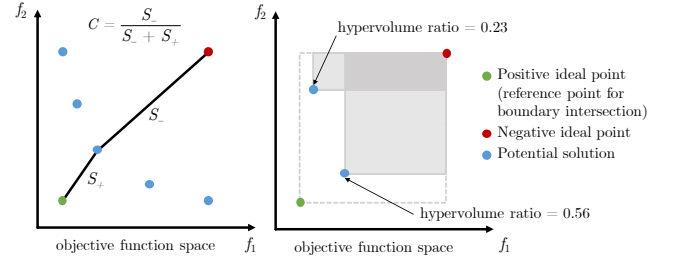 f₂
C = S₋ / (S₋ + S₊)
S₋
S₊
objective function space
f₁
f₂
hypervolume ratio = 0.23
hypervolume ratio = 0.56
objective function space
f₁
Positive ideal point
(reference point for
boundary intersection)
Negative ideal point
Potential solution